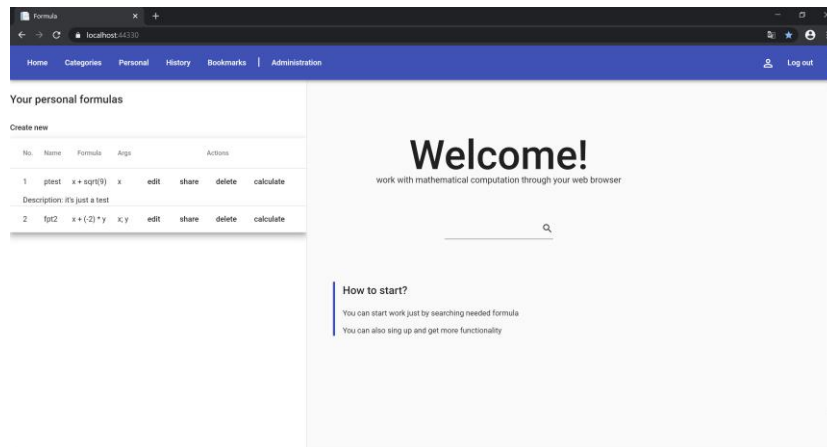 Formula
localhost:44330
Home Categories Personal History Bookmarks | Administration Log out
Your personal formulas
Create new
No. Name Formula Args Actions
1 ptest x + sqrt(9) x edit share delete calculate
Description: it's just a test
2 fpt2 x + (-2) * y x; y edit share delete calculate
Welcome!
work with mathematical computation through your web browser
How to start?
You can start work just by searching needed formula
You can also sing up and get more functionality